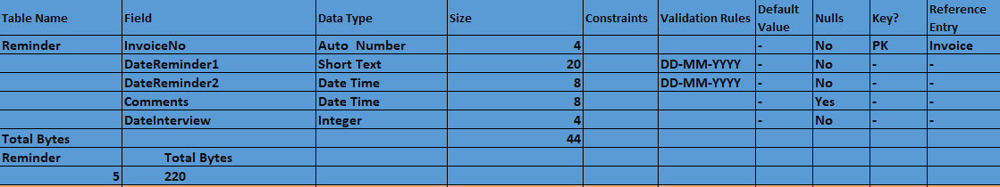 Table Name Field Data Type Size Constraints Validation Rules Default Value Nulls Key? Reference Entry
Reminder InvoiceNo Auto  Number 4 - No PK Invoice
DateReminder1 Short Text 20 DD-MM-YYYY - No - -
DateReminder2 Date Time 8 DD-MM-YYYY - No - -
Comments Date Time 8 - Yes - -
DateInterview Integer 4 - No - -
Total Bytes 44
Reminder Total Bytes
5 220